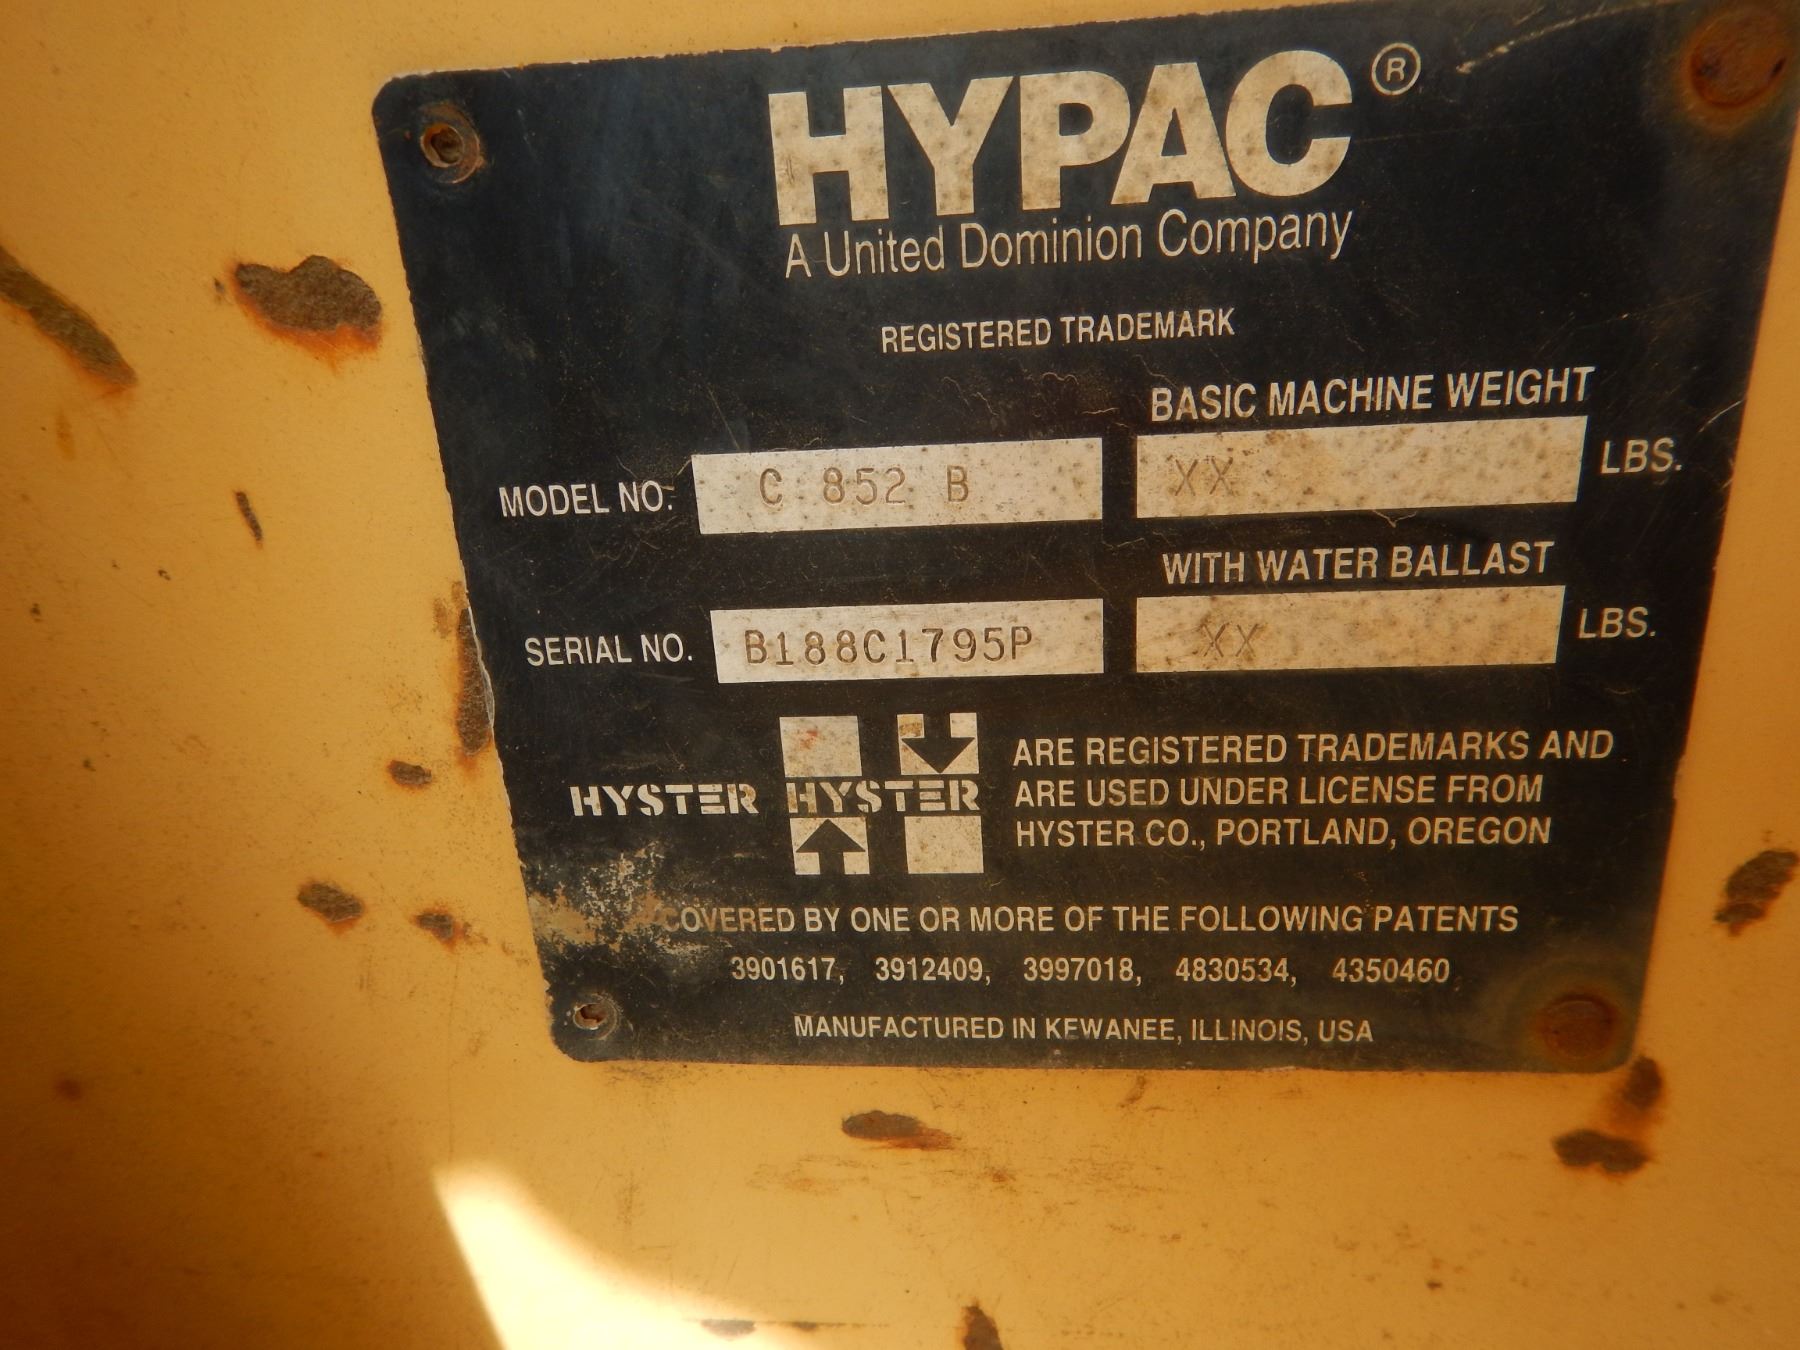 HYPAC ®
A United Dominion Company
REGISTERED TRADEMARK
BASIC MACHINE WEIGHT
MODEL NO. C 852 B XX LBS.
WITH WATER BALLAST
SERIAL NO. B188C1795P XX LBS.
HYSTER HYSTER ARE REGISTERED TRADEMARKS AND
ARE USED UNDER LICENSE FROM
HYSTER CO., PORTLAND, OREGON
COVERED BY ONE OR MORE OF THE FOLLOWING PATENTS
3901617, 3912409, 3997018, 4830534, 4350460
MANUFACTURED IN KEWANEE, ILLINOIS, USA